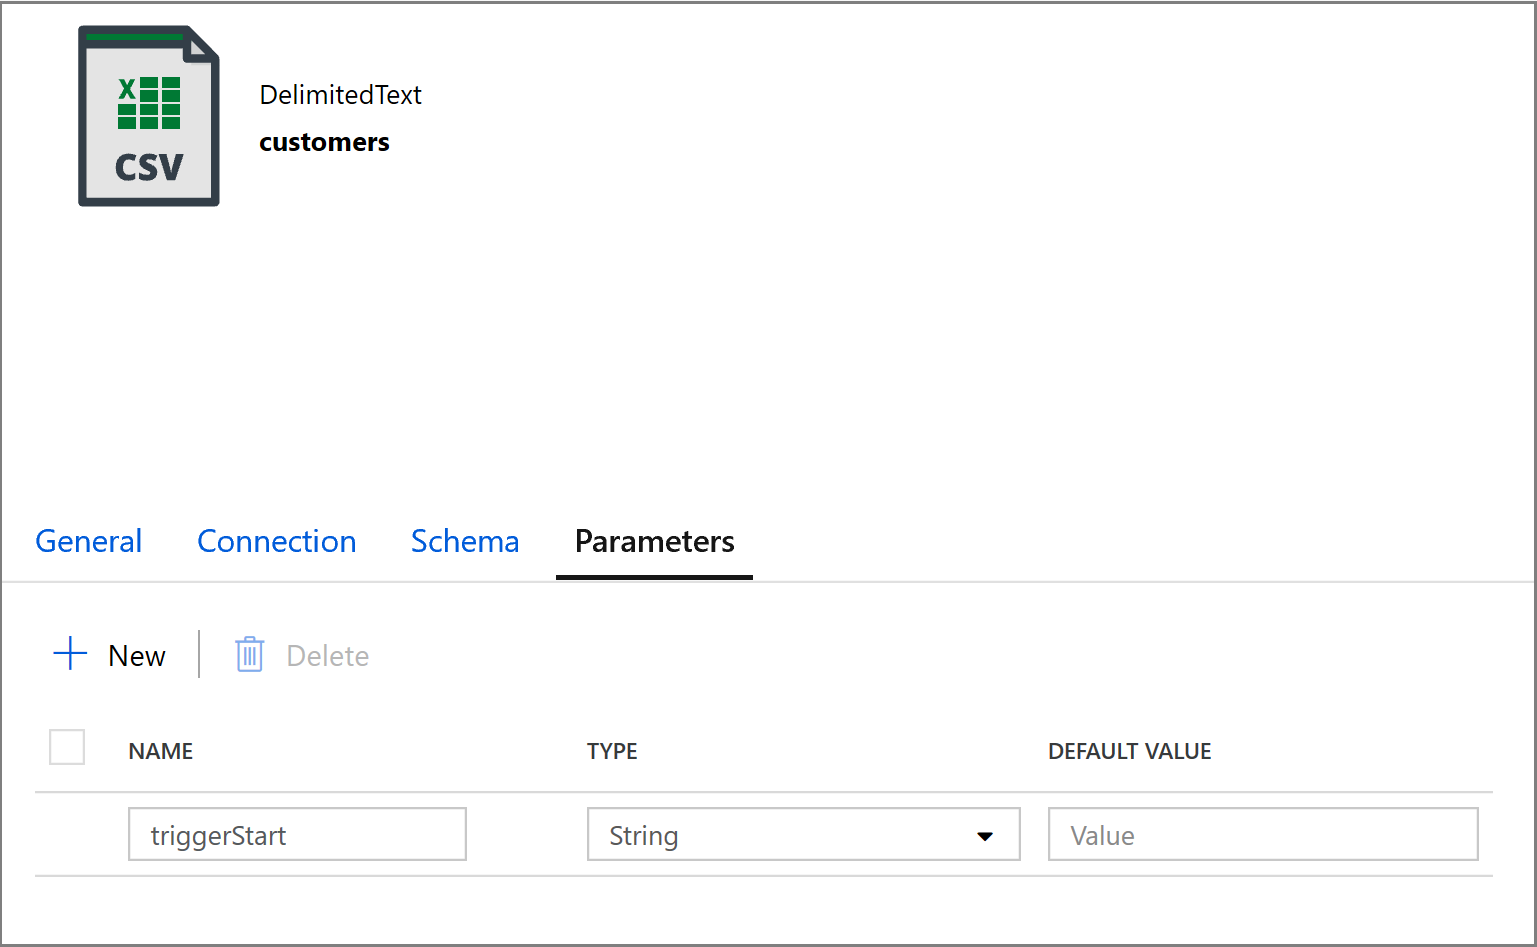 X
CSV
DelimitedText
customers
General Connection Schema Parameters
New Delete
NAME TYPE DEFAULT VALUE
triggerStart String Value